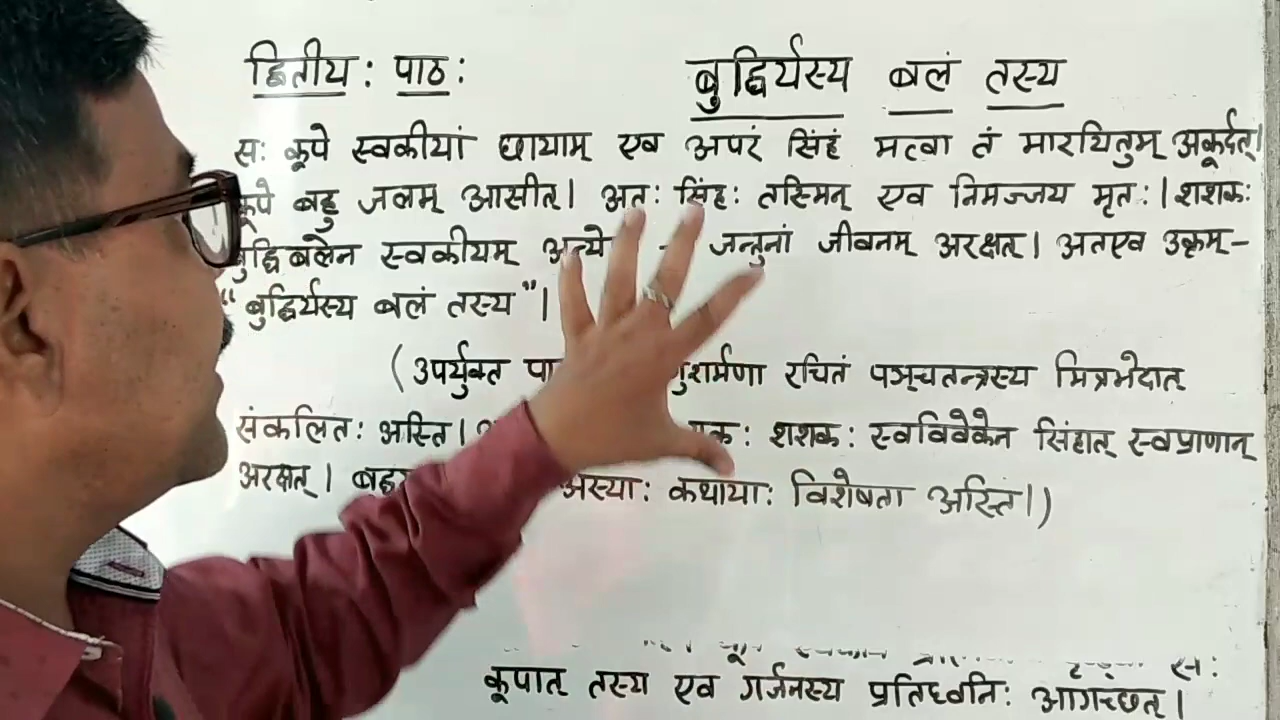 द्वितीय: पाठ: बुद्धिर्यस्य बलं तस्य
स: कूपे स्वकीयां छायाम् एव अपरं सिंहं मत्वा तं मारयितुम् अकूर्दत्।
कूपे बहु जलम् आसीत्। अत: सिंह: तस्मिन् एव निमज्जय मृत:। शशक:
बुद्धिबलेन स्वकीयम् जन्तुनां जीवनम् अरक्षत्। अतएव उक्तम्-
"बुद्धिर्यस्य बलं तस्य"।
(उपर्युक्त रचितं पञ्चतन्त्रस्य मित्रभेदात्
संकलित: अस्ति। शशक: स्वविवेकेन सिंहात् स्वप्राणान्
अरक्षत्। अस्या: कथाया: विशेषता अस्ति।)
स:
कूपात् तस्य एव गर्जनस्य प्रतिध्वनि: आगच्छत्।